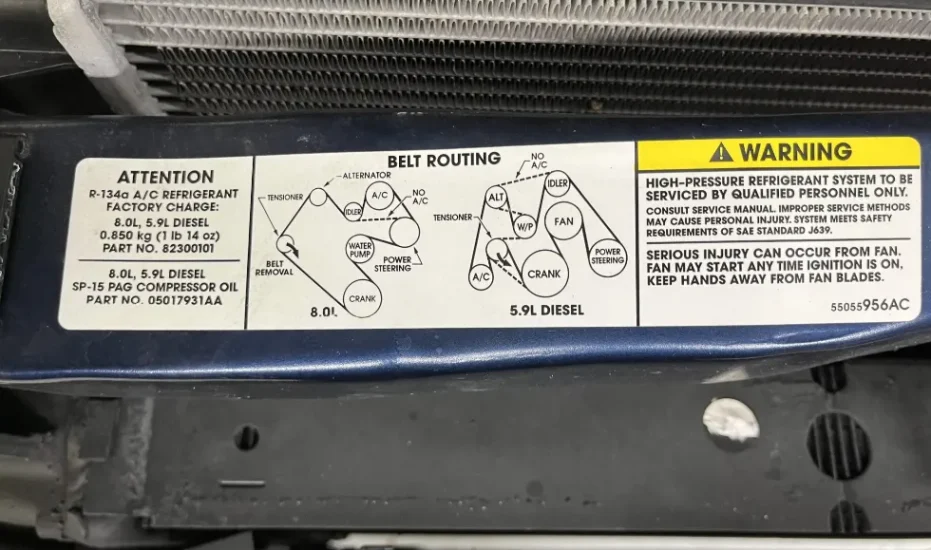 ATTENTION
R-134a A/C REFRIGERANT
FACTORY CHARGE:
8.0L, 5.9L DIESEL
0.850 kg (1 lb 14 oz)
PART NO. 82300101
8.0L, 5.9L DIESEL
SP-15 PAG COMPRESSOR OIL
PART NO. 05017931AA
BELT ROUTING
ALTERNATOR
TENSIONER
A/C
NO
A/C
IDLER
WATER
PUMP
POWER
STEERING
BELT
REMOVAL
CRANK
8.0L
NO
A/C
IDLER
ALT
TENSIONER
W/P
FAN
POWER
STEERING
A/C
CRANK
5.9L DIESEL
⚠ WARNING
HIGH-PRESSURE REFRIGERANT SYSTEM TO BE
SERVICED BY QUALIFIED PERSONNEL ONLY.
CONSULT SERVICE MANUAL. IMPROPER SERVICE METHODS
MAY CAUSE PERSONAL INJURY. SYSTEM MEETS SAFETY
REQUIREMENTS OF SAE STANDARD J639.
SERIOUS INJURY CAN OCCUR FROM FAN.
FAN MAY START ANY TIME IGNITION IS ON,
KEEP HANDS AWAY FROM FAN BLADES.
55055956AC